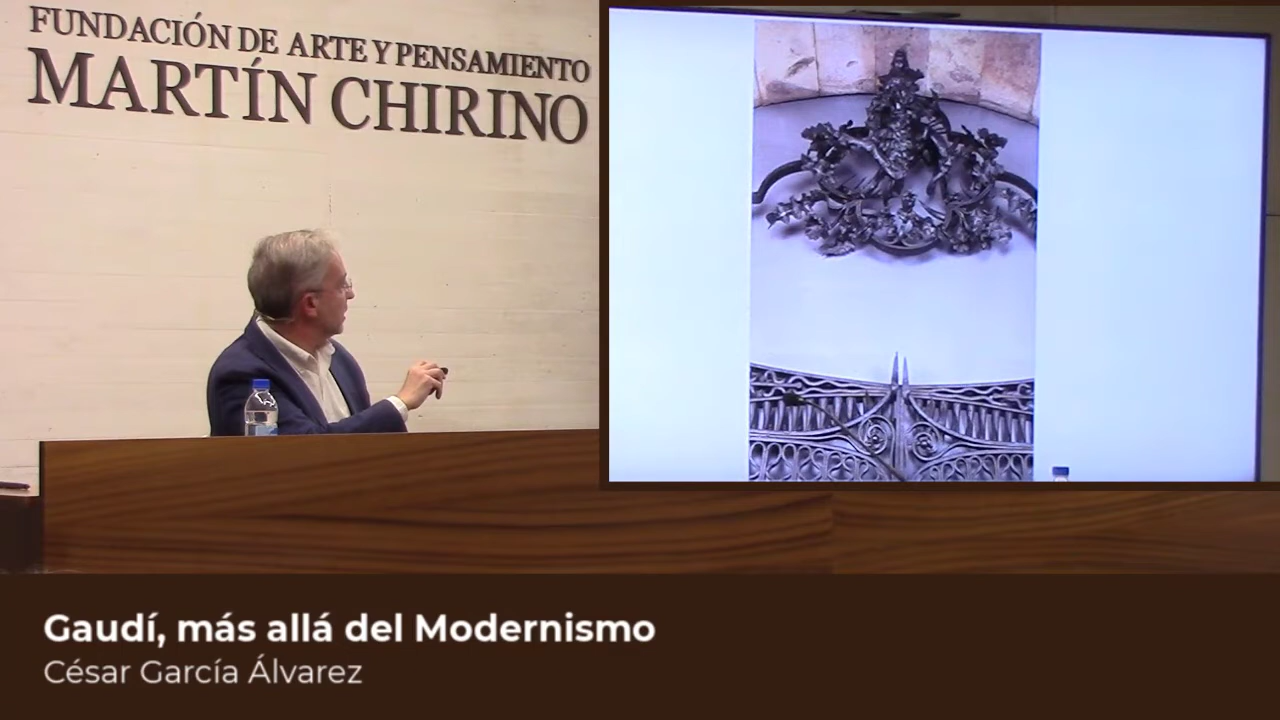 FUNDACIÓN DE ARTE Y PENSAMIENTO
MARTÍN CHIRINO
Gaudí, más allá del Modernismo
César García Álvarez